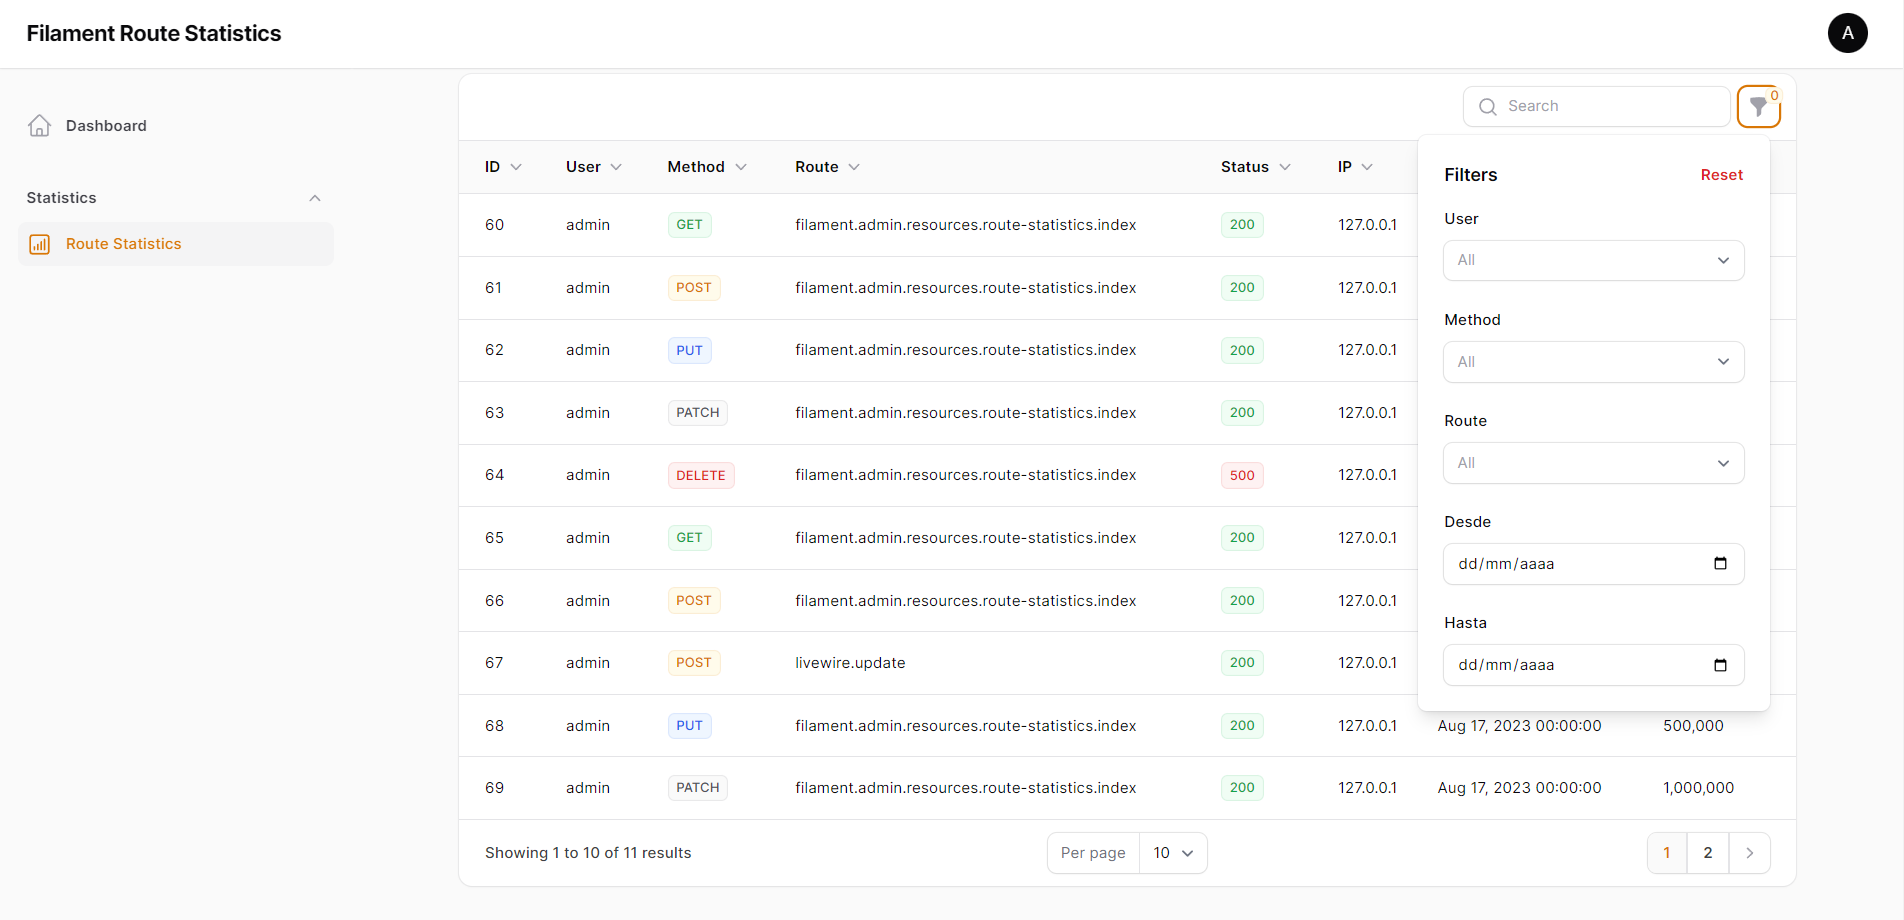 Filament Route Statistics
A
Dashboard
Statistics
Route Statistics
Search
0
ID User Method Route Status IP
60 admin GET filament.admin.resources.route-statistics.index 200 127.0.0.1
61 admin POST filament.admin.resources.route-statistics.index 200 127.0.0.1
62 admin PUT filament.admin.resources.route-statistics.index 200 127.0.0.1
63 admin PATCH filament.admin.resources.route-statistics.index 200 127.0.0.1
64 admin DELETE filament.admin.resources.route-statistics.index 500 127.0.0.1
65 admin GET filament.admin.resources.route-statistics.index 200 127.0.0.1
66 admin POST filament.admin.resources.route-statistics.index 200 127.0.0.1
67 admin POST livewire.update 200 127.0.0.1
68 admin PUT filament.admin.resources.route-statistics.index 200 127.0.0.1 Aug 17, 2023 00:00:00 500,000
69 admin PATCH filament.admin.resources.route-statistics.index 200 127.0.0.1 Aug 17, 2023 00:00:00 1,000,000
Filters Reset
User
All
Method
All
Route
All
Desde
dd/mm/aaaa
Hasta
dd/mm/aaaa
Showing 1 to 10 of 11 results Per page 10 1 2